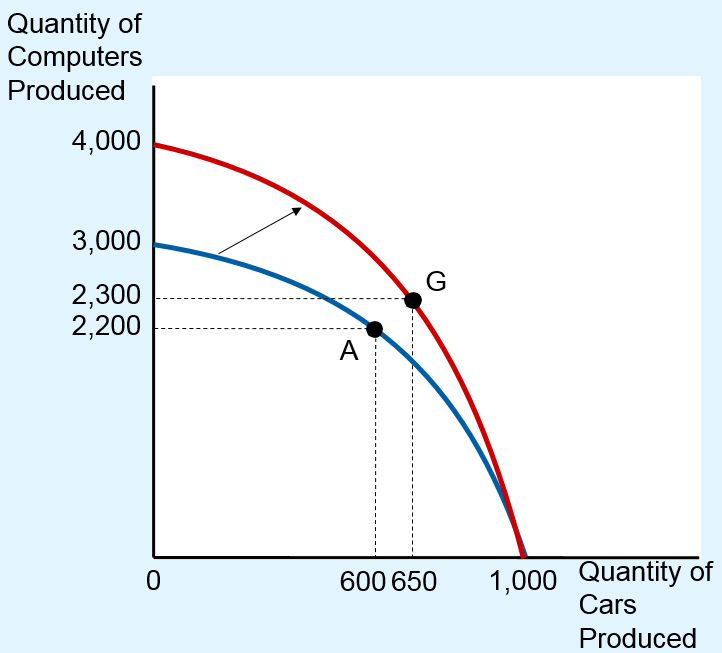 Quantity of
Computers
Produced
4,000
3,000
2,300
2,200
G
A
0
600
650
1,000
Quantity of
Cars
Produced